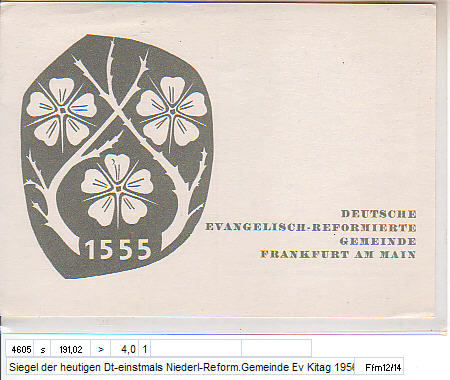 1555
DEUTSCHE
EVANGELISCH-REFORMIERTE
GEMEINDE
FRANKFURT AM MAIN
4605 s 191,02 > 4,0 1
Siegel der heutigen Dt-einstmals Niederl-Reform.Gemeinde Ev Kitag 1956 Ffm12/14